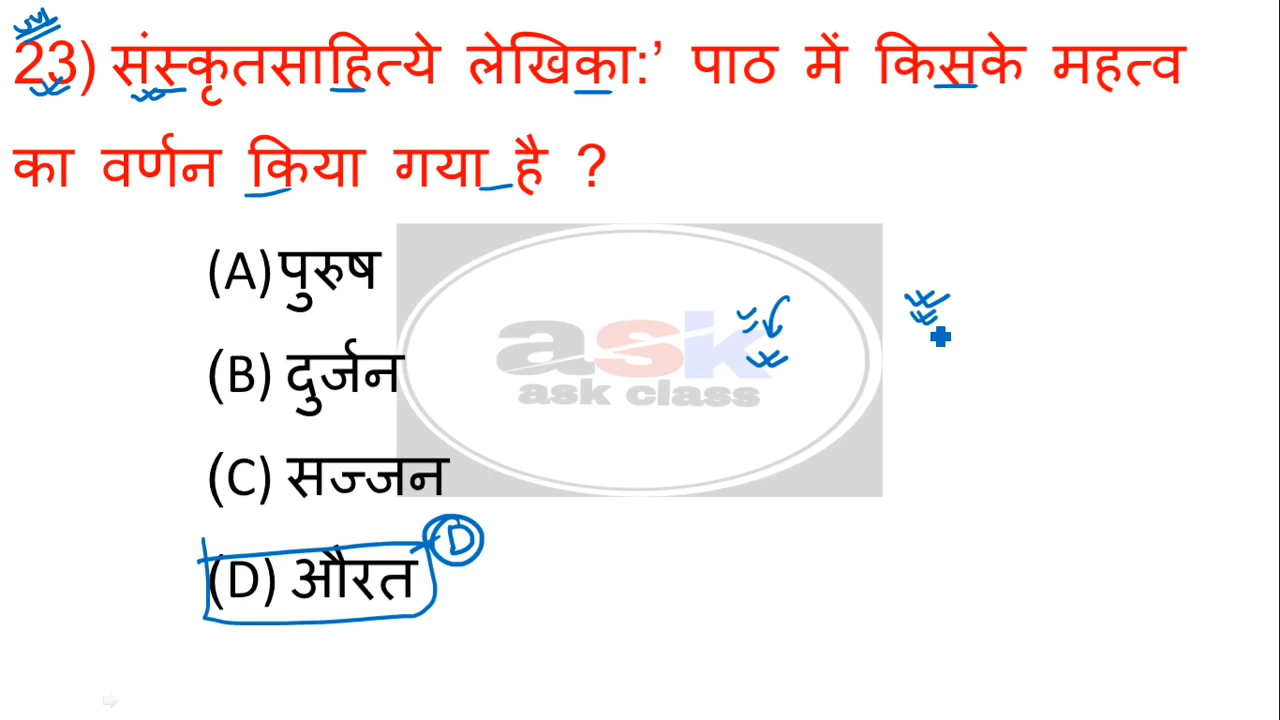 23) संस्कृतसाहित्ये लेखिका:’ पाठ में किसके महत्व
का वर्णन किया गया है ?
(A) पुरुष
(B) दुर्जन
(C) सज्जन
(D) औरत
D
ask
ask class